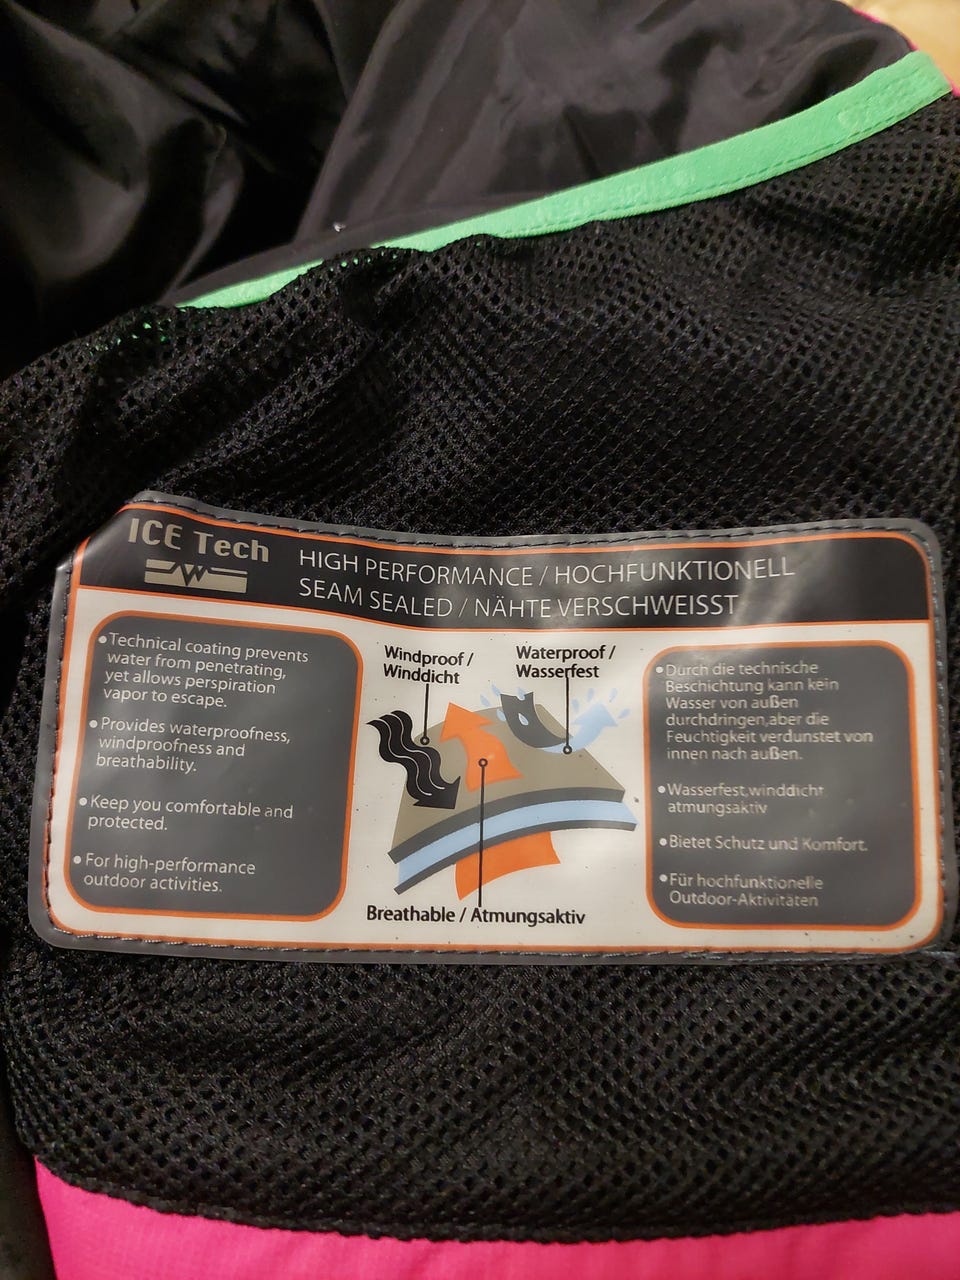 ICE Tech
HIGH PERFORMANCE / HOCHFUNKTIONELL
SEAM SEALED / NÄHTE VERSCHWEISST
• Technical coating prevents
water from penetrating,
yet allows perspiration
vapor to escape.
• Provides waterproofness,
windproofness and
breathability.
• Keep you comfortable and
protected.
• For high-performance
outdoor activities.
Windproof /
Winddicht
Waterproof /
Wasserfest
Breathable / Atmungsaktiv
• Durch die technische
Beschichtung kann kein
Wasser von außen
durchdringen,aber die
Feuchtigkeit verdunstet von
innen nach außen.
• Wasserfest,winddicht
atmungsaktiv
• Bietet Schutz und Komfort.
• Für hochfunktionelle
Outdoor-Aktivitäten